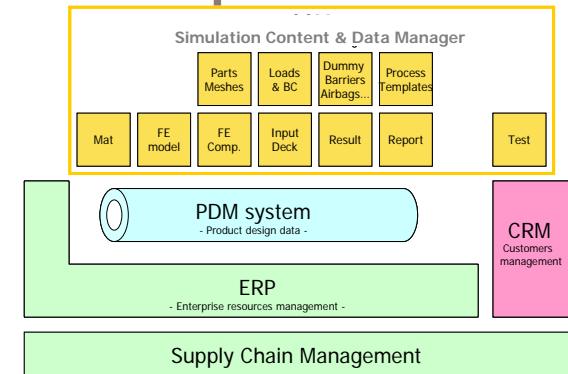 Simulation Content & Data Manager
Parts
Meshes
Loads
& BC
Dummy
Barriers
Airbags...
Process
Templates
Mat
FE
model
FE
Comp.
Input
Deck
Result
Report
Test
PDM system
- Product design data -
CRM
Customers
management
ERP
- Enterprise resources management -
Supply Chain Management